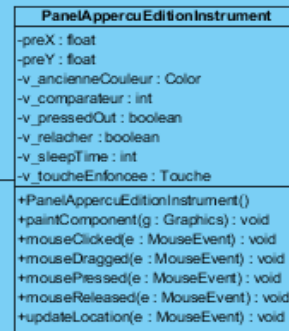 PanelAppercuEditionInstrument
-preX : float
-preY : float
-v_ancienneCouleur : Color
-v_comparateur : int
-v_pressedOut : boolean
-v_relacher : boolean
-v_sleepTime : int
-v_toucheEnfoncee : Touche
+PanelAppercuEditionInstrument()
+paintComponent(g : Graphics) : void
+mouseClicked(e : MouseEvent) : void
+mouseDragged(e : MouseEvent) : void
+mousePressed(e : MouseEvent) : void
+mouseReleased(e : MouseEvent) : void
+updateLocation(e : MouseEvent) : void